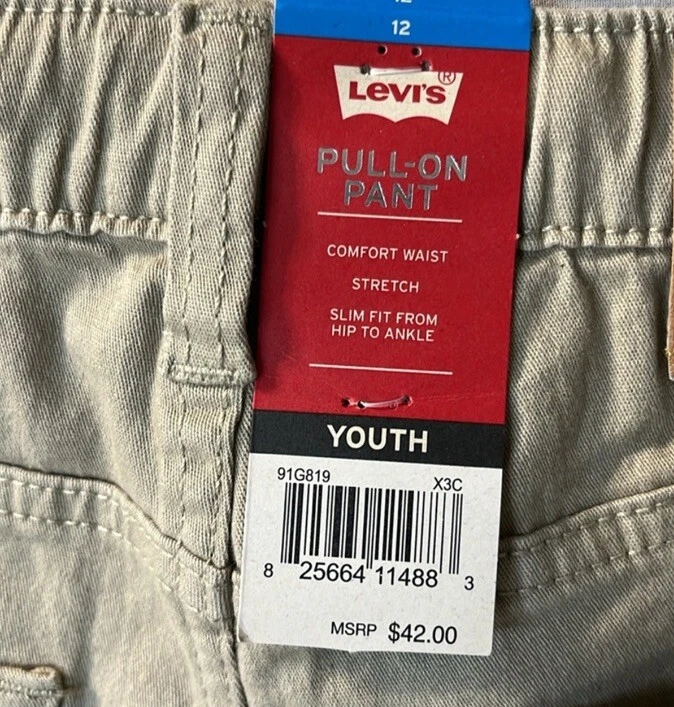 12
12
Levi's®
PULL-ON
PANT
COMFORT WAIST
STRETCH
SLIM FIT FROM
HIP TO ANKLE
YOUTH
91G819 X3C
8 25664 11488 3
MSRP $42.00